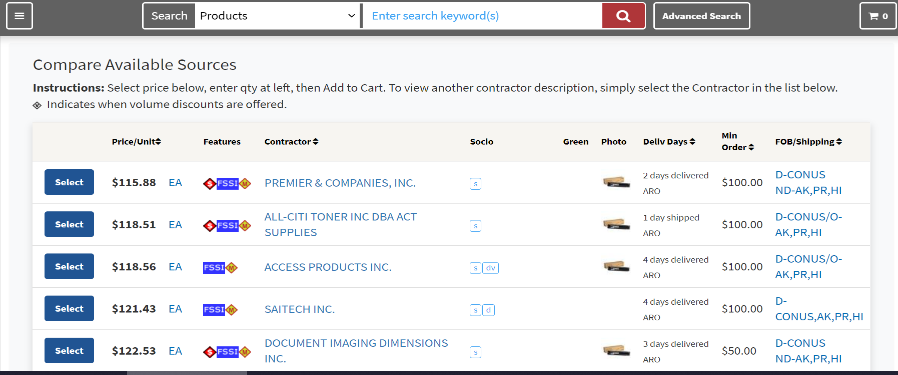 Search Products Enter search keyword(s) Advanced Search 0
Compare Available Sources
Instructions: Select price below, enter qty at left, then Add to Cart. To view another contractor description, simply select the Contractor in the list below.
Indicates when volume discounts are offered.
Price/Unit Features Contractor Socio Green Photo Deliv Days Min Order FOB/Shipping
Select $115.88 EA S FSSI M PREMIER & COMPANIES, INC. s 2 days delivered ARO $100.00 D-CONUS ND-AK,PR,HI
Select $118.51 EA S FSSI M ALL-CITI TONER INC DBA ACT SUPPLIES s 1 day shipped ARO $100.00 D-CONUS/O-AK,PR,HI
Select $118.56 EA FSSI M ACCESS PRODUCTS INC. s dv 4 days delivered ARO $100.00 D-CONUS/O-AK,PR,HI
Select $121.43 EA FSSI M SAITECH INC. s d 4 days delivered ARO $100.00 D-CONUS,AK,PR,HI
Select $122.53 EA S FSSI M DOCUMENT IMAGING DIMENSIONS INC. s 3 days delivered ARO $50.00 D-CONUS ND-AK,PR,HI